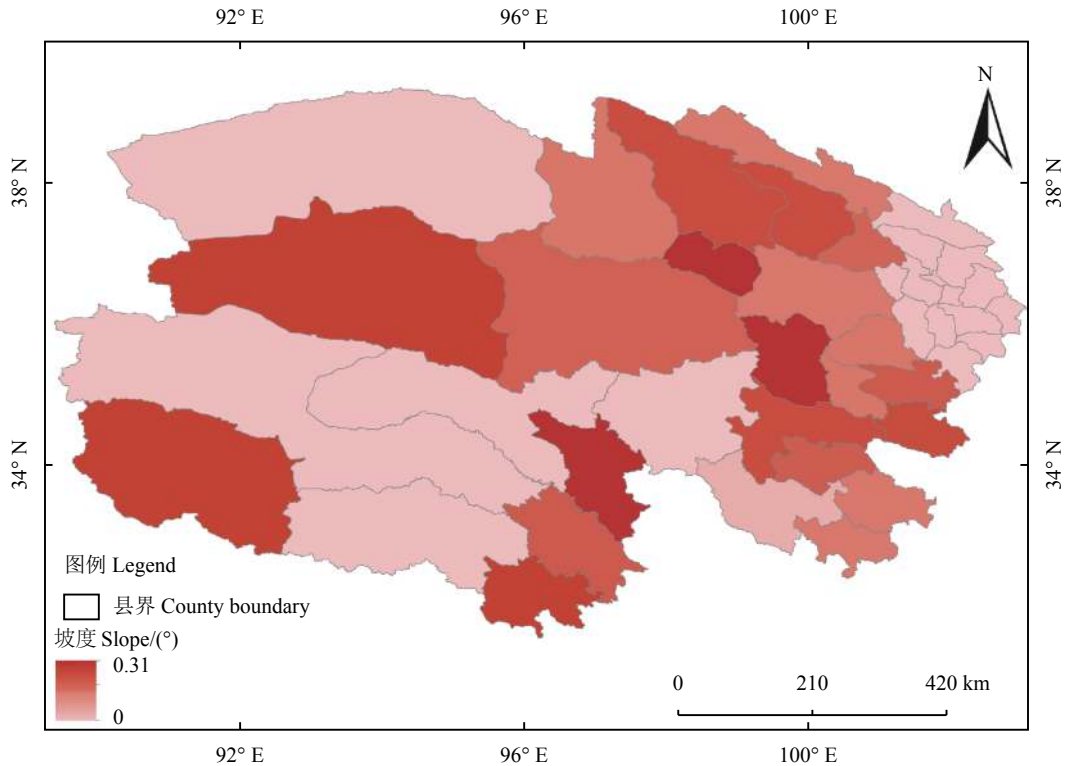 92° E 96° E 100° E
N
38° N 38° N
34° N 34° N
图例 Legend
县界 County boundary
坡度 Slope/(°)
0.31
0
0 210 420 km
92° E 96° E 100° E